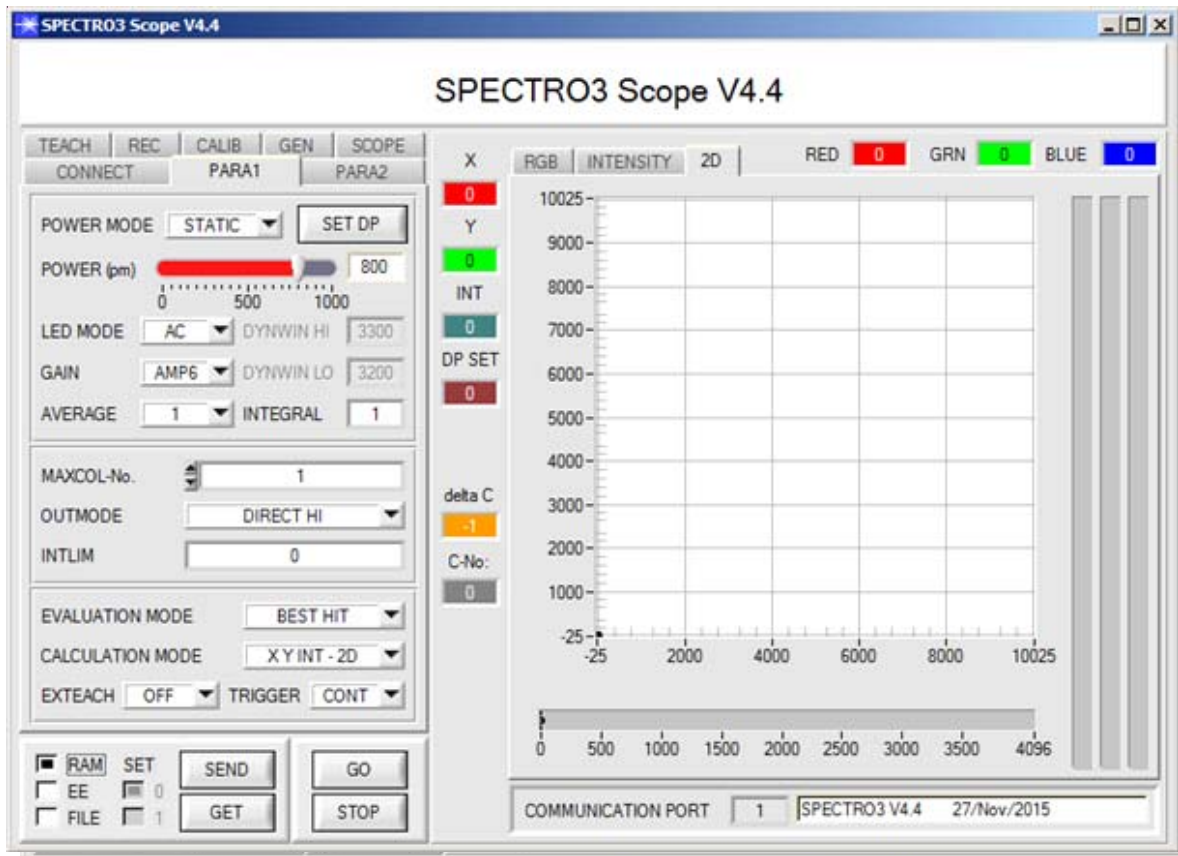 SPECTRO3 Scope V4.4
SPECTRO3 Scope V4.4
TEACH REC CALIB GEN SCOPE
CONNECT PARA1 PARA2
POWER MODE STATIC SET DP
POWER (pm) 800
0 500 1000
LED MODE AC DYNWIN HI 3300
GAIN AMP6 DYNWIN LO 3200
AVERAGE 1 INTEGRAL 1
MAXCOL-No. 1
OUTMODE DIRECT HI
INTLIM 0
EVALUATION MODE BEST HIT
CALCULATION MODE X Y INT - 2D
EXTEACH OFF TRIGGER CONT
RAM SET
EE 0
FILE 1
SEND
GET
GO
STOP
X
0
Y
0
INT
0
DP SET
0
delta C
-1
C-No:
0
RGB INTENSITY 2D RED 0 GRN 0 BLUE 0
10025
9000
8000
7000
6000
5000
4000
3000
2000
1000
-25
-25 2000 4000 6000 8000 10025
0 500 1000 1500 2000 2500 3000 3500 4096
COMMUNICATION PORT 1 SPECTRO3 V4.4 27/Nov/2015